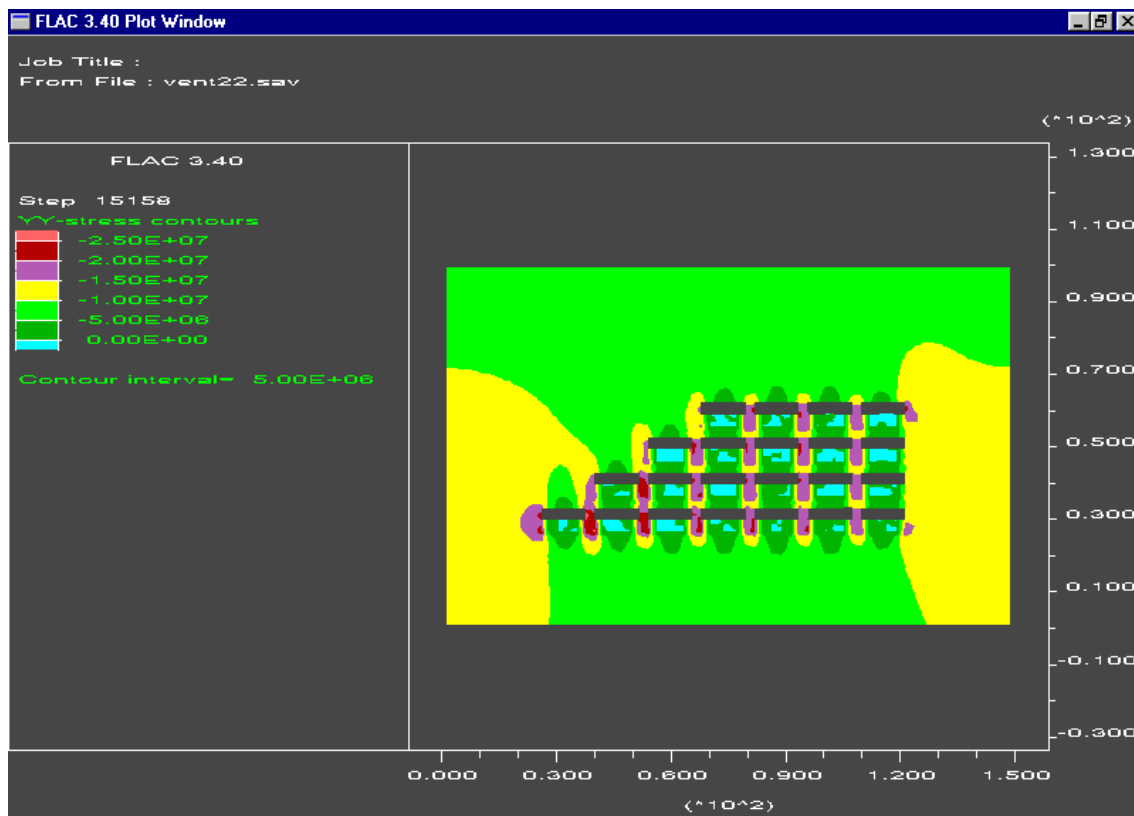 FLAC 3.40 Plot Window
Job Title :
From File : vent22.sav
(*10^2)
FLAC 3.40
Step 15158
YY-stress contours
-2.50E+07
-2.00E+07
-1.50E+07
-1.00E+07
-5.00E+06
0.00E+00
Contour interval= 5.00E+06
1.300
1.100
0.900
0.700
0.500
0.300
0.100
-0.100
-0.300
0.000 0.300 0.600 0.900 1.200 1.500
(*10^2)